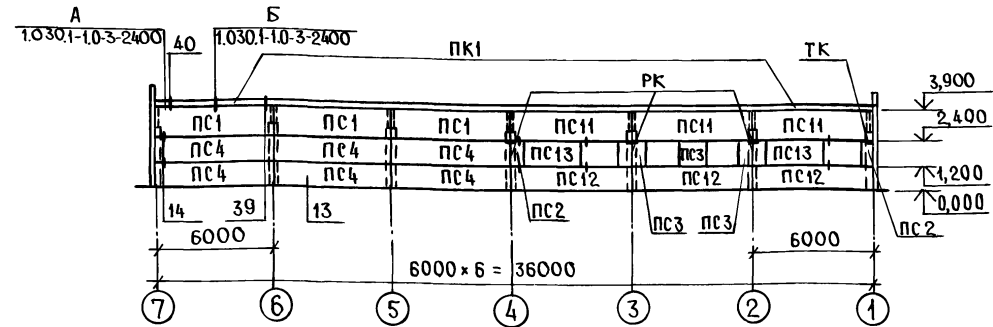 А
1.030.1-1.0-3-2400
Б
1.030.1-1.0-3-2400
40
ПК1
ТК
РК
3,900
2,400
1,200
0,000
ПС1 ПС1 ПС1 ПС11 ПС11 ПС11
ПС4 ПС4 ПС4 ПС13 ПС3 ПС13
ПС4 ПС4 ПС4 ПС12 ПС12 ПС12
14 39 13 ПС2 ПС3 ПС3 ПС2
6000 6000
6000 × 6 = 36000
7 6 5 4 3 2 1